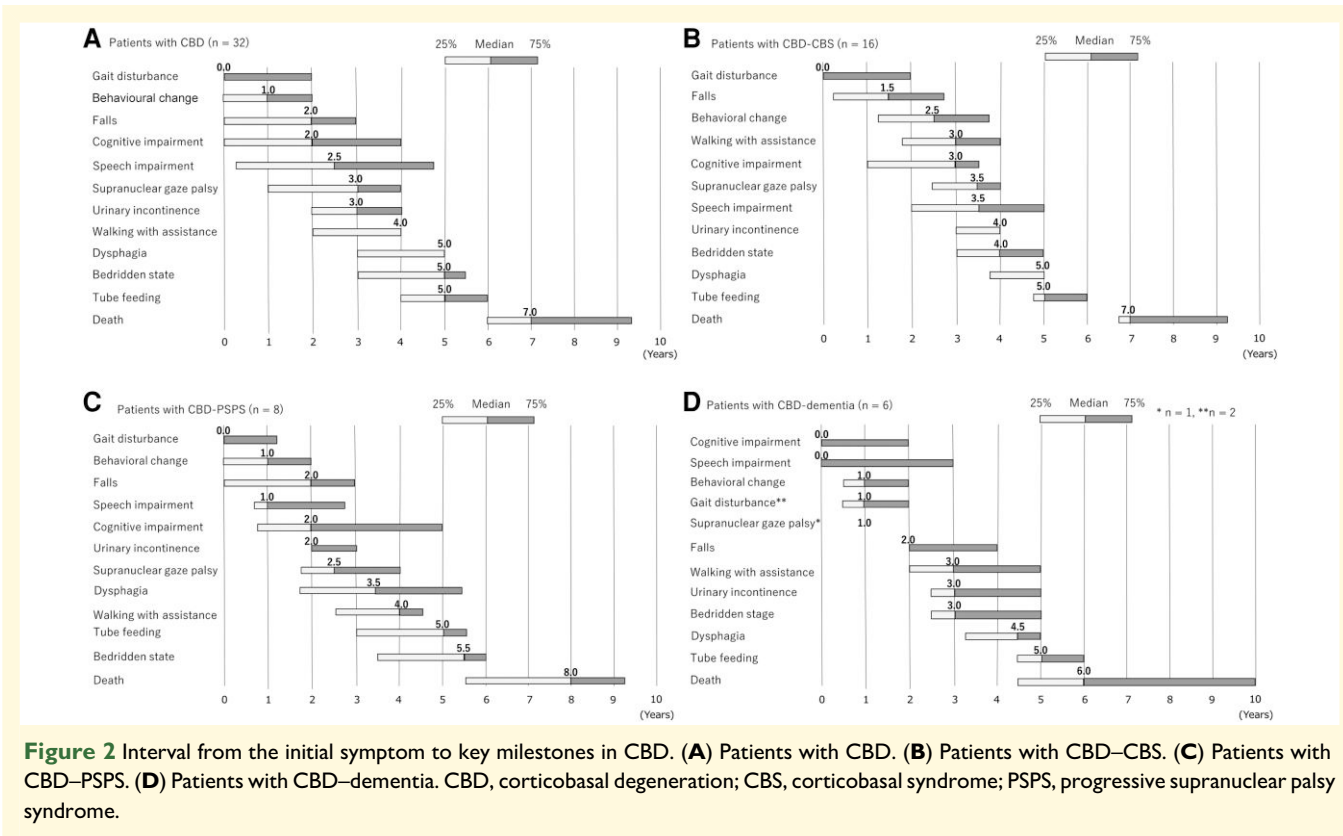 A Patients with CBD (n = 32)
25% Median 75%
Gait disturbance 0.0
Behavioural change 1.0
Falls 2.0
Cognitive impairment 2.0
Speech impairment 2.5
Supranuclear gaze palsy 3.0
Urinary incontinence 3.0
Walking with assistance 4.0
Dysphagia 5.0
Bedridden state 5.0
Tube feeding 5.0
Death 7.0
0 1 2 3 4 5 6 7 8 9 10
(Years)
B Patients with CBD-CBS (n = 16)
25% Median 75%
Gait disturbance 0.0
Falls 1.5
Behavioral change 2.5
Walking with assistance 3.0
Cognitive impairment 3.0
Supranuclear gaze palsy 3.5
Speech impairment 3.5
Urinary incontinence 4.0
Bedridden state 4.0
Dysphagia 5.0
Tube feeding 5.0
Death 7.0
0 1 2 3 4 5 6 7 8 9 10
(Years)
C Patients with CBD-PSPS (n = 8)
25% Median 75%
Gait disturbance 0.0
Behavioral change 1.0
Falls 2.0
Speech impairment 1.0
Cognitive impairment 2.0
Urinary incontinence 2.0
Supranuclear gaze palsy 2.5
Dysphagia 3.5
Walking with assistance 4.0
Tube feeding 5.0
Bedridden state 5.5
Death 8.0
0 1 2 3 4 5 6 7 8 9 10
(Years)
D Patients with CBD-dementia (n = 6)
25% Median 75%
* n = 1, **n = 2
Cognitive impairment 0.0
Speech impairment 0.0
Behavioral change 1.0
Gait disturbance** 1.0
Supranuclear gaze palsy* 1.0
Falls 2.0
Walking with assistance 3.0
Urinary incontinence 3.0
Bedridden stage 3.0
Dysphagia 4.5
Tube feeding 5.0
Death 6.0
0 1 2 3 4 5 6 7 8 9 10
(Years)
Figure 2 Interval from the initial symptom to key milestones in CBD. (A) Patients with CBD. (B) Patients with CBD–CBS. (C) Patients with
CBD–PSPS. (D) Patients with CBD–dementia. CBD, corticobasal degeneration; CBS, corticobasal syndrome; PSPS, progressive supranuclear palsy
syndrome.